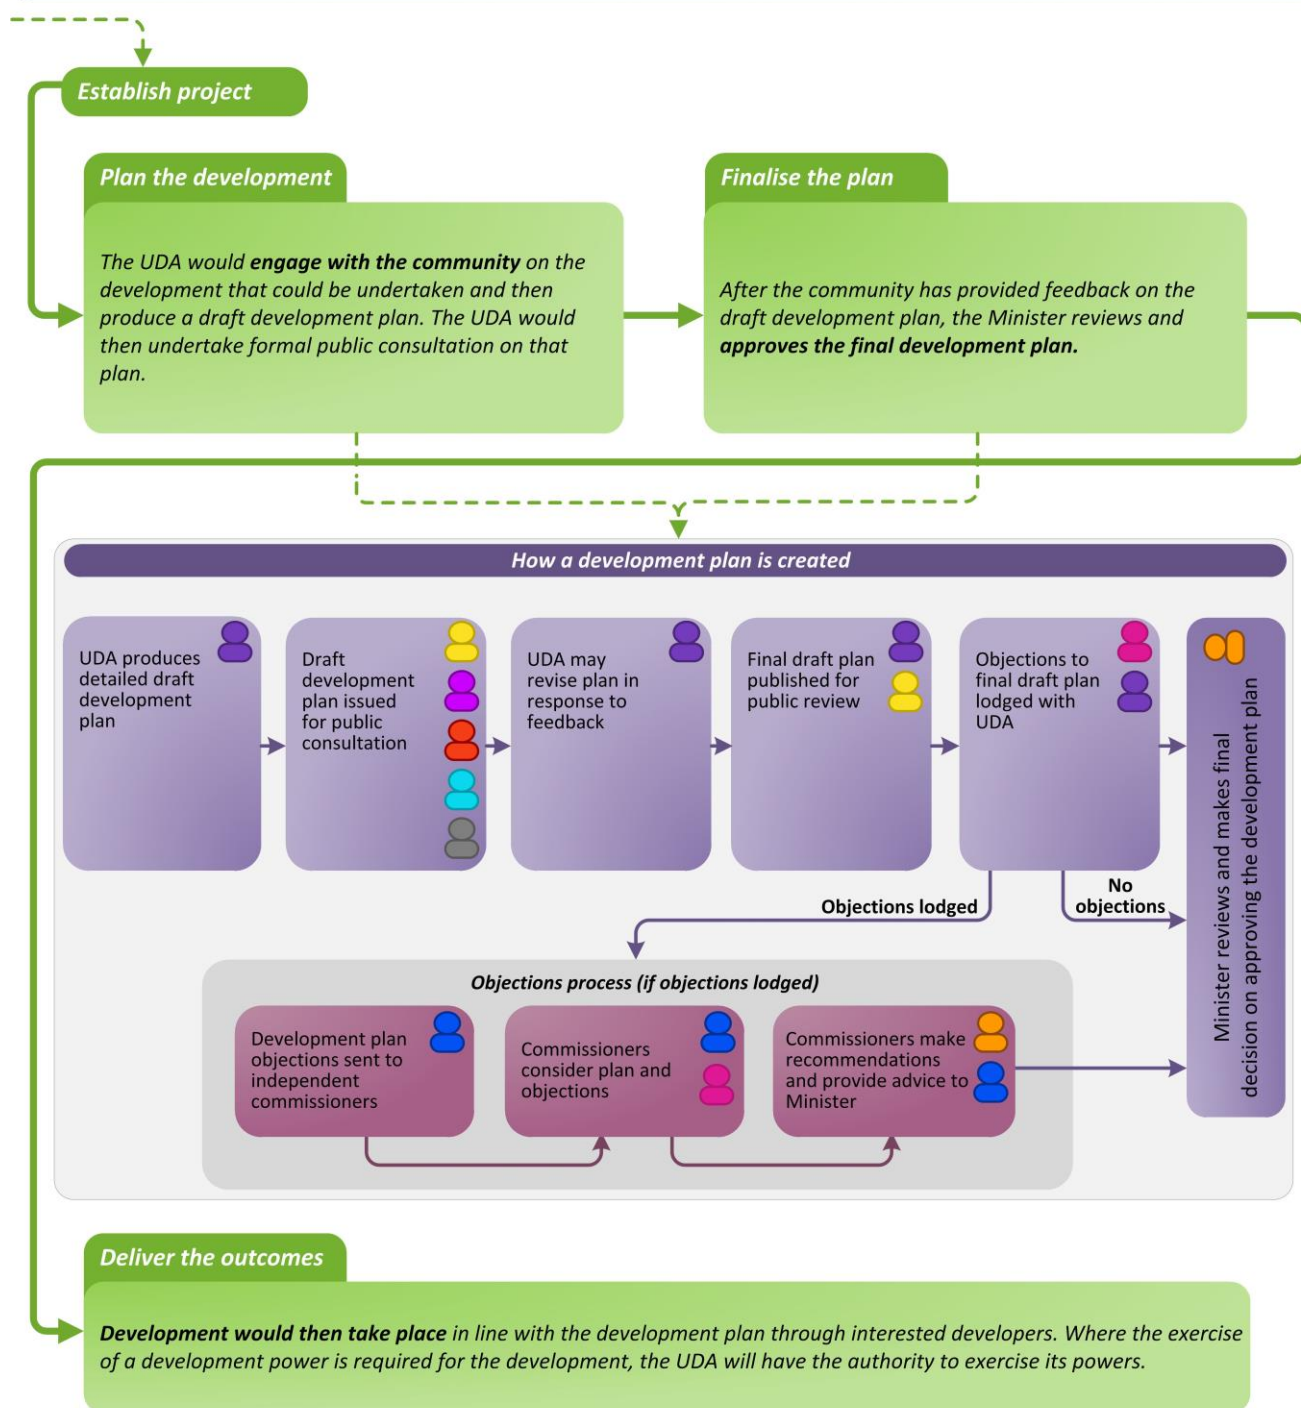 Establish project
Plan the development
The UDA would engage with the community on the
development that could be undertaken and then
produce a draft development plan. The UDA would
then undertake formal public consultation on that
plan.
Finalise the plan
After the community has provided feedback on the
draft development plan, the Minister reviews and
approves the final development plan.
How a development plan is created
UDA produces
detailed draft
development
plan
Draft
development
plan issued
for public
consultation
UDA may
revise plan in
response to
feedback
Final draft plan
published for
public review
Objections to
final draft plan
lodged with
UDA
Minister reviews and makes final
decision on approving the development plan
Objections lodged
No
objections
Objections process (if objections lodged)
Development plan
objections sent to
independent
commissioners
Commissioners
consider plan and
objections
Commissioners make
recommendations
and provide advice to
Minister
Deliver the outcomes
Development would then take place in line with the development plan through interested developers. Where the exercise
of a development power is required for the development, the UDA will have the authority to exercise its powers.